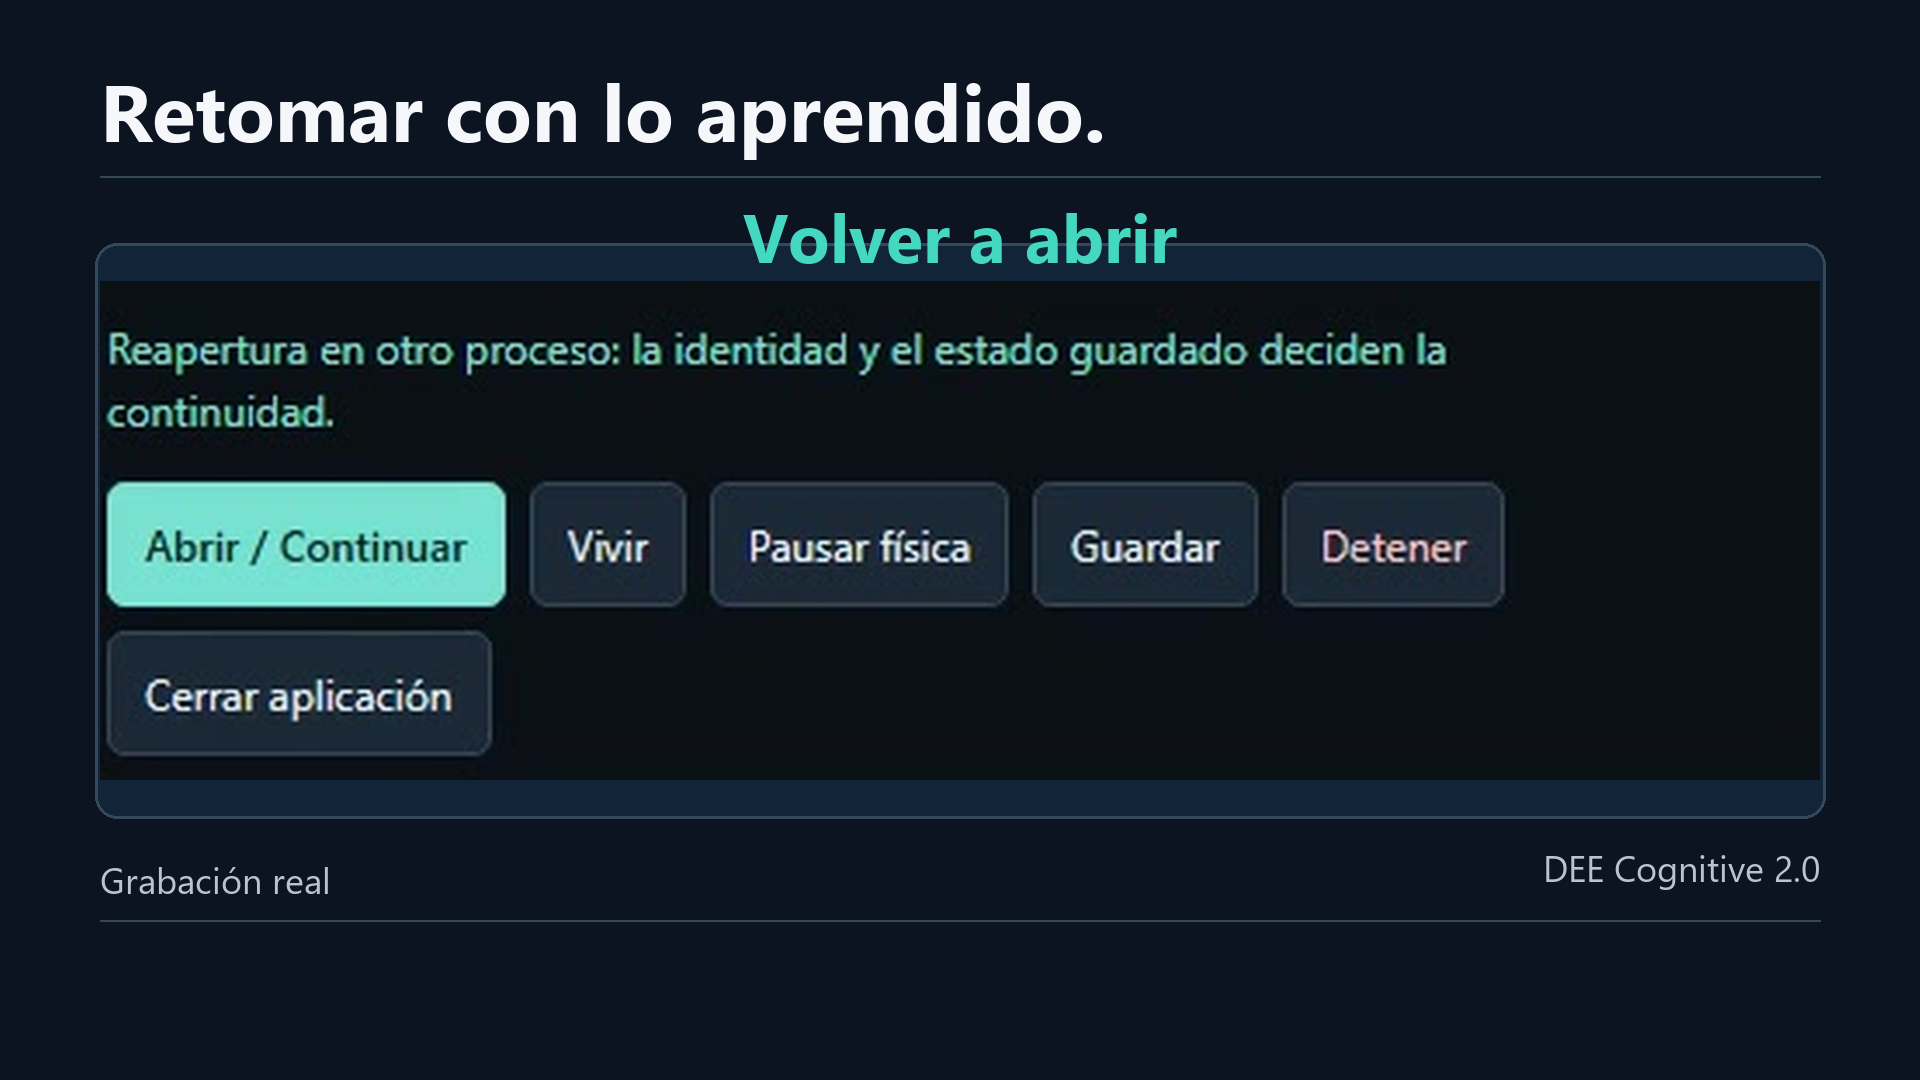 Retomar con lo aprendido.
Volver a abrir
Reapertura en otro proceso: la identidad y el estado guardado deciden la
continuidad.
Abrir / Continuar
Vivir
Pausar física
Guardar
Detener
Cerrar aplicación
Grabación real
DEE Cognitive 2.0